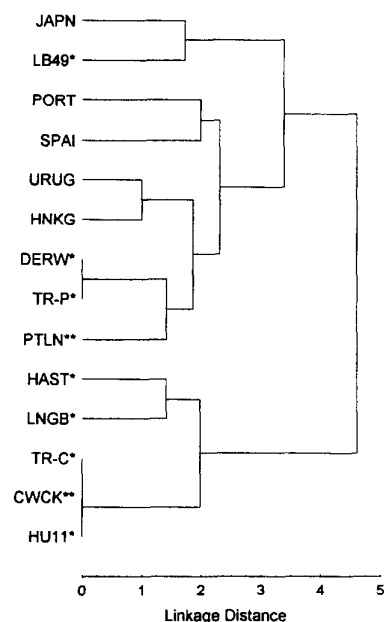 JAPN
LB49*
PORT
SPAI
URUG
HNKG
DERW*
TR-P*
PTLN**
HAST*
LNGB*
TR-C*
CWCK**
HU11*
0 1 2 3 4 5
Linkage Distance